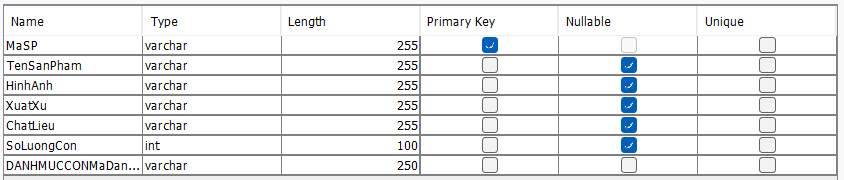 Name Type Length Primary Key Nullable Unique
MaSP varchar 255
TenSanPham varchar 255
HinhAnh varchar 255
XuatXu varchar 255
ChatLieu varchar 255
SoLuongCon int 100
DANHMUCCONMaDan... varchar 250